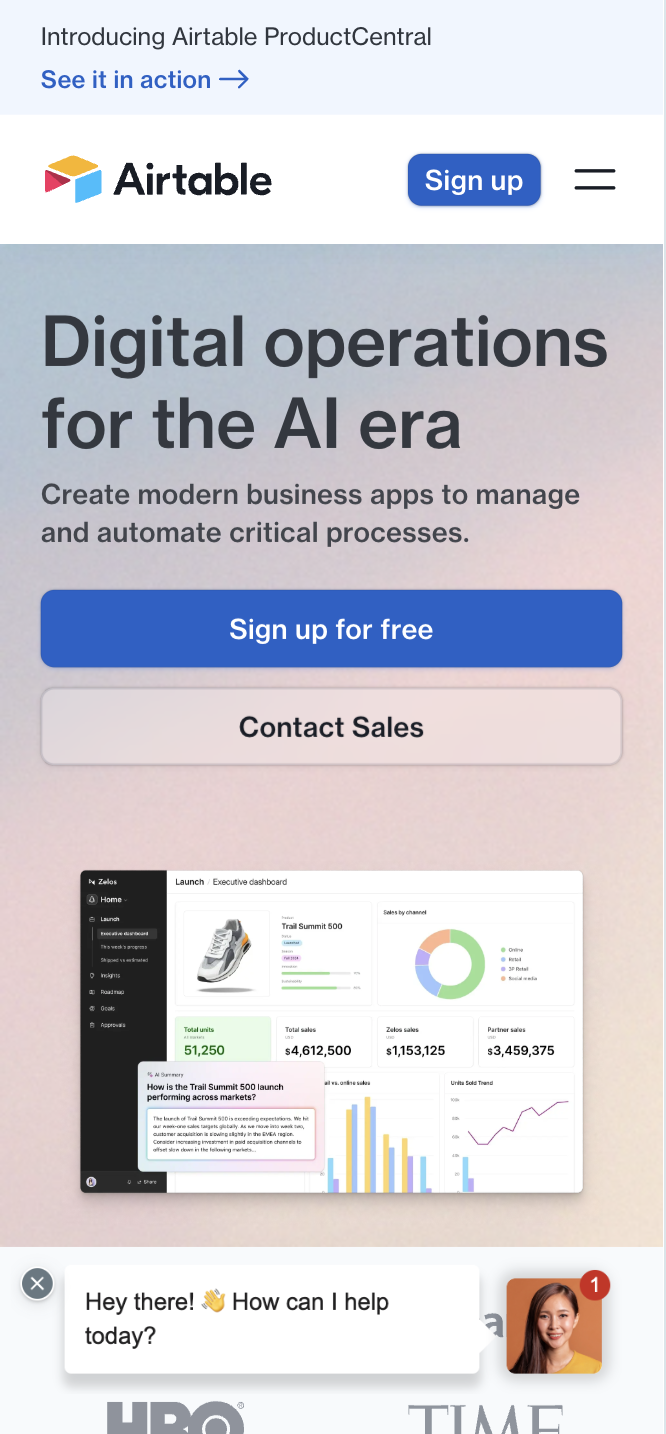 Introducing Airtable ProductCentral
See it in action →
Airtable
Sign up
Digital operations
for the AI era
Create modern business apps to manage
and automate critical processes.
Sign up for free
Contact Sales
Zelos
Home
Launch
Executive dashboard
This week's progress
Shipped vs estimated
Insights
Roadmap
Goals
Approvals
Share
Launch / Executive dashboard
Trail Summit 500
Sales by channel
Online
Retail
3P Retail
Social media
Total units
51,250
Total sales
USD
$4,612,500
Zelos sales
USD
$1,153,125
Partner sales
USD
$3,459,375
AI Summary
How is the Trail Summit 500 launch
performing across markets?
The launch of Trail Summit 500 is exceeding expectations. We hit
our week-one sales targets globally. As we move into week two,
customer acquisition is slowing slightly in the EMEA region.
Consider increasing investment in paid acquisition channels to
offset slow down in the following markets...
ail vs. online sales
Units Sold Trend
Hey there! 👋 How can I help
today?
1
a
HBO®
TIME